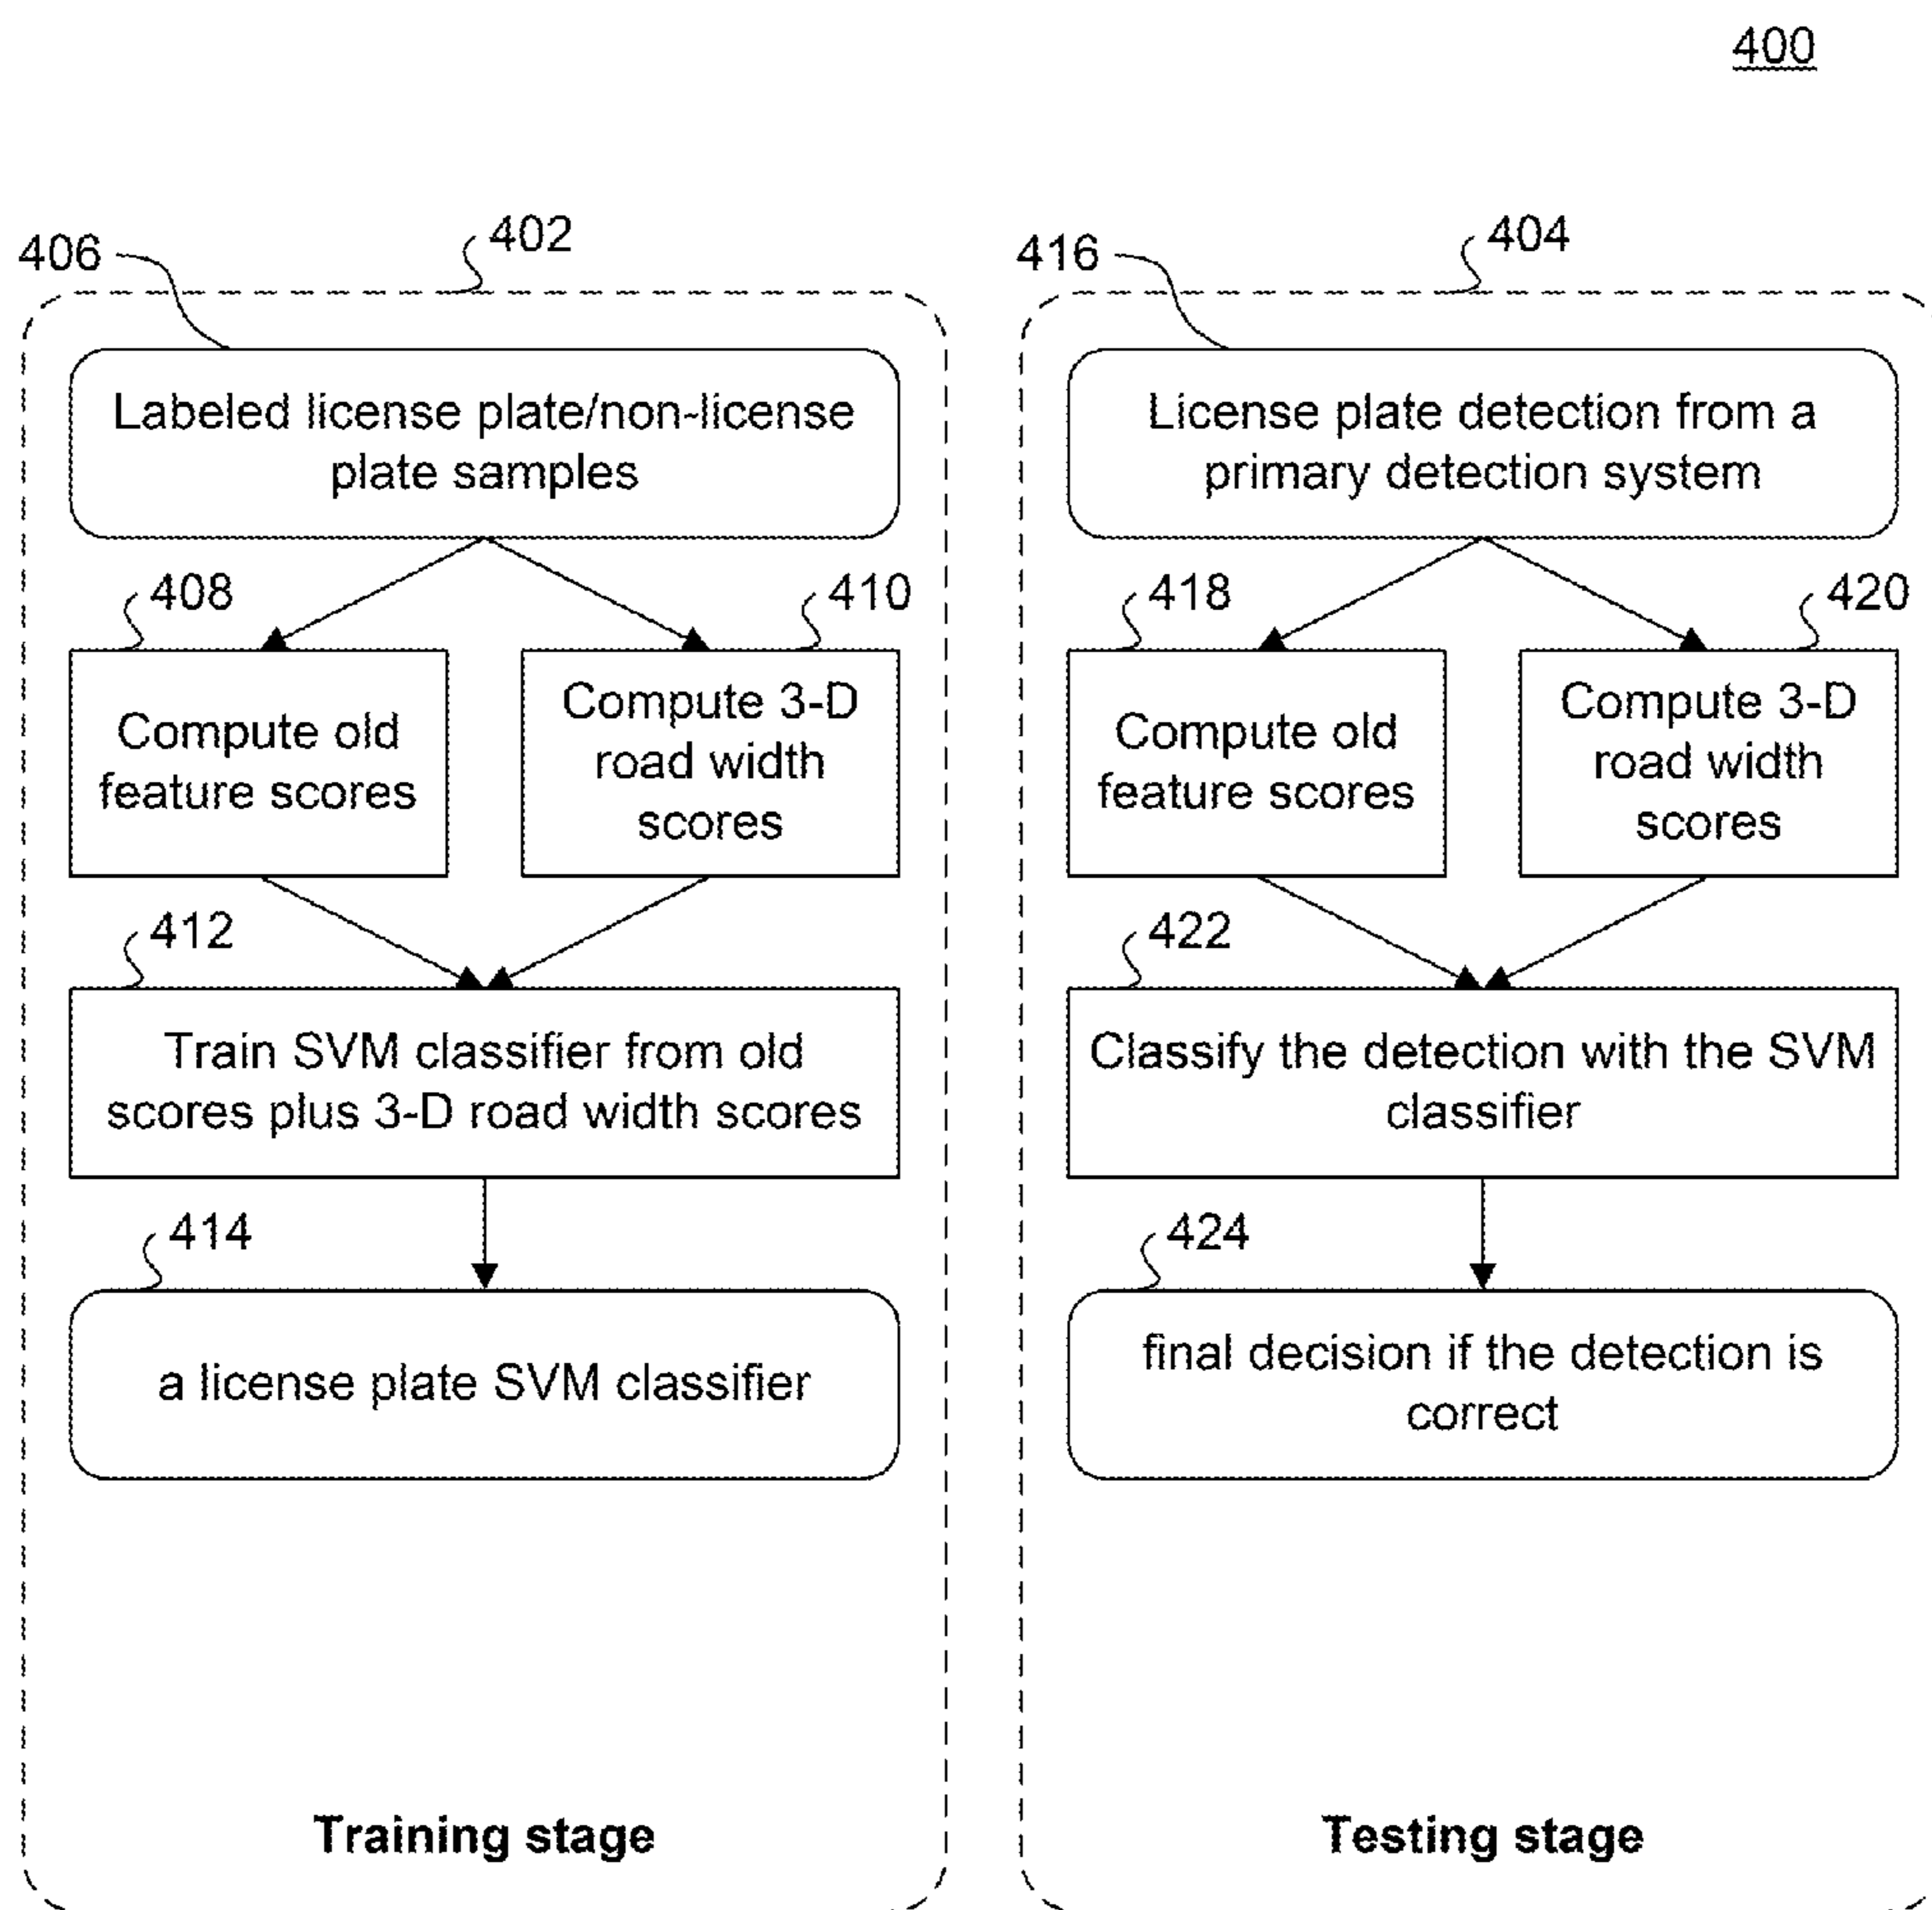 400
402
406
Labeled license plate/non-license
plate samples
408
410
Compute old
feature scores
Compute 3-D
road width
scores
412
Train SVM classifier from old
scores plus 3-D road width scores
414
a license plate SVM classifier
Training stage
404
416
License plate detection from a
primary detection system
418
420
Compute old
feature scores
Compute 3-D
road width
scores
422
Classify the detection with the SVM
classifier
424
final decision if the detection is
correct
Testing stage